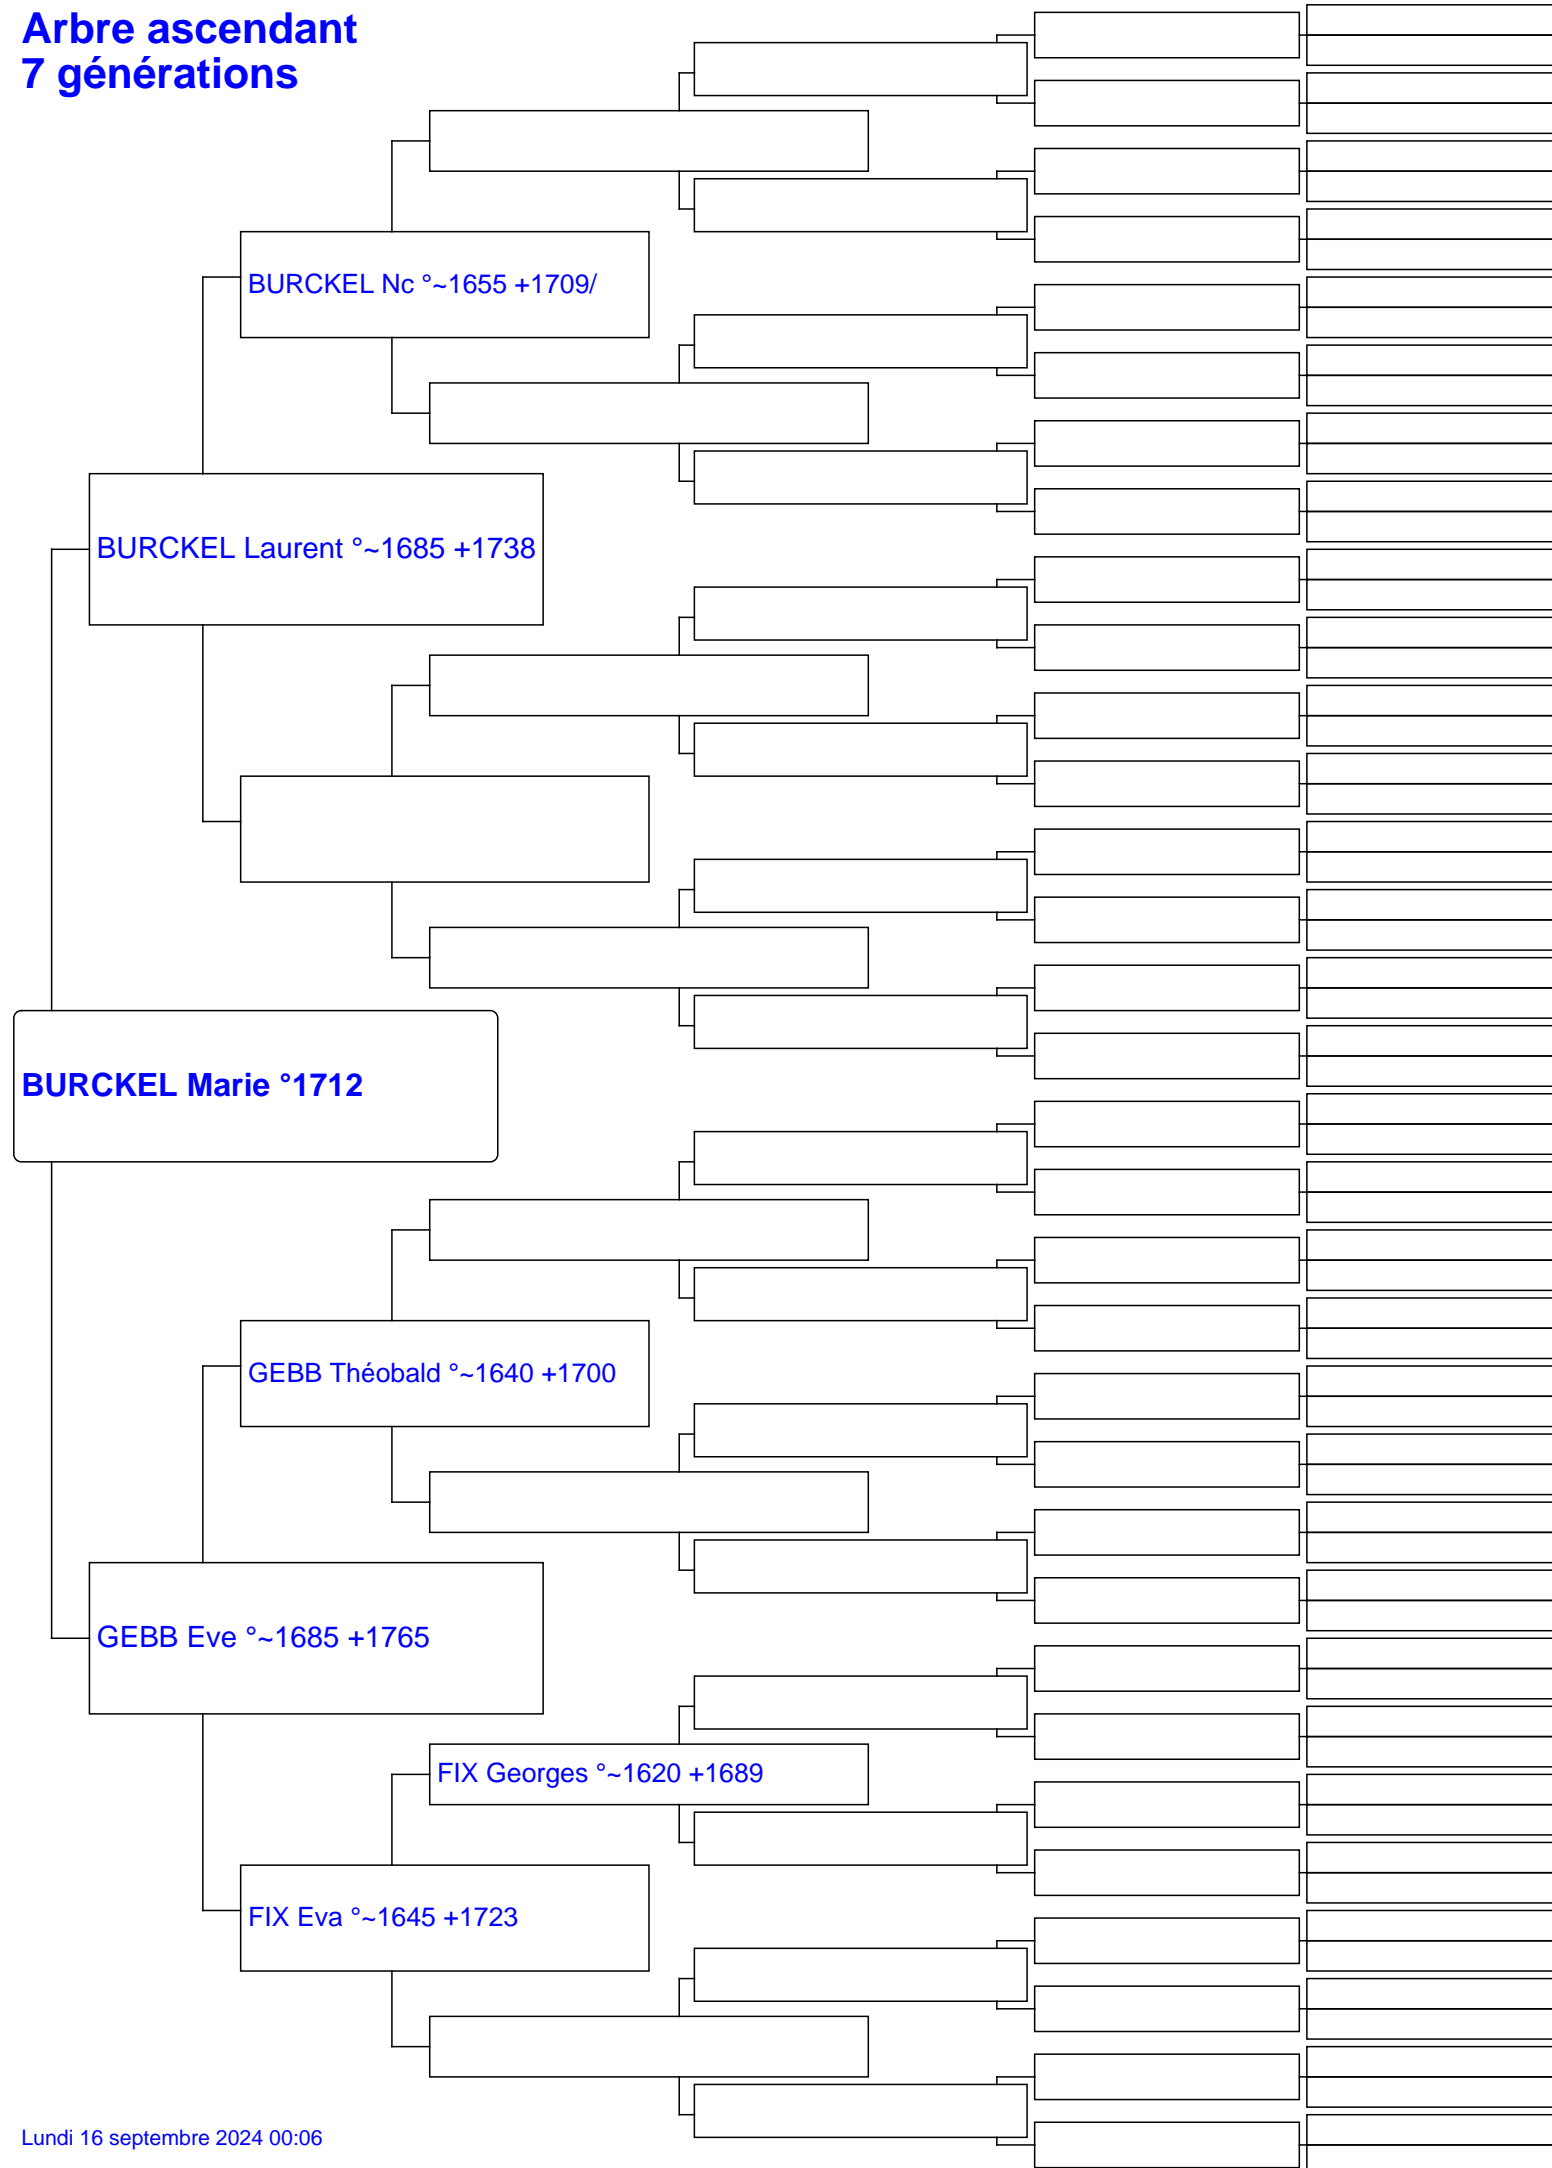 Arbre ascendant
7 générations
BURCKEL Nc °~1655 +1709/
BURCKEL Laurent °~1685 +1738
BURCKEL Marie °1712
GEBB Théobald °~1640 +1700
GEBB Eve °~1685 +1765
FIX Georges °~1620 +1689
FIX Eva °~1645 +1723
Lundi 16 septembre 2024 00:06